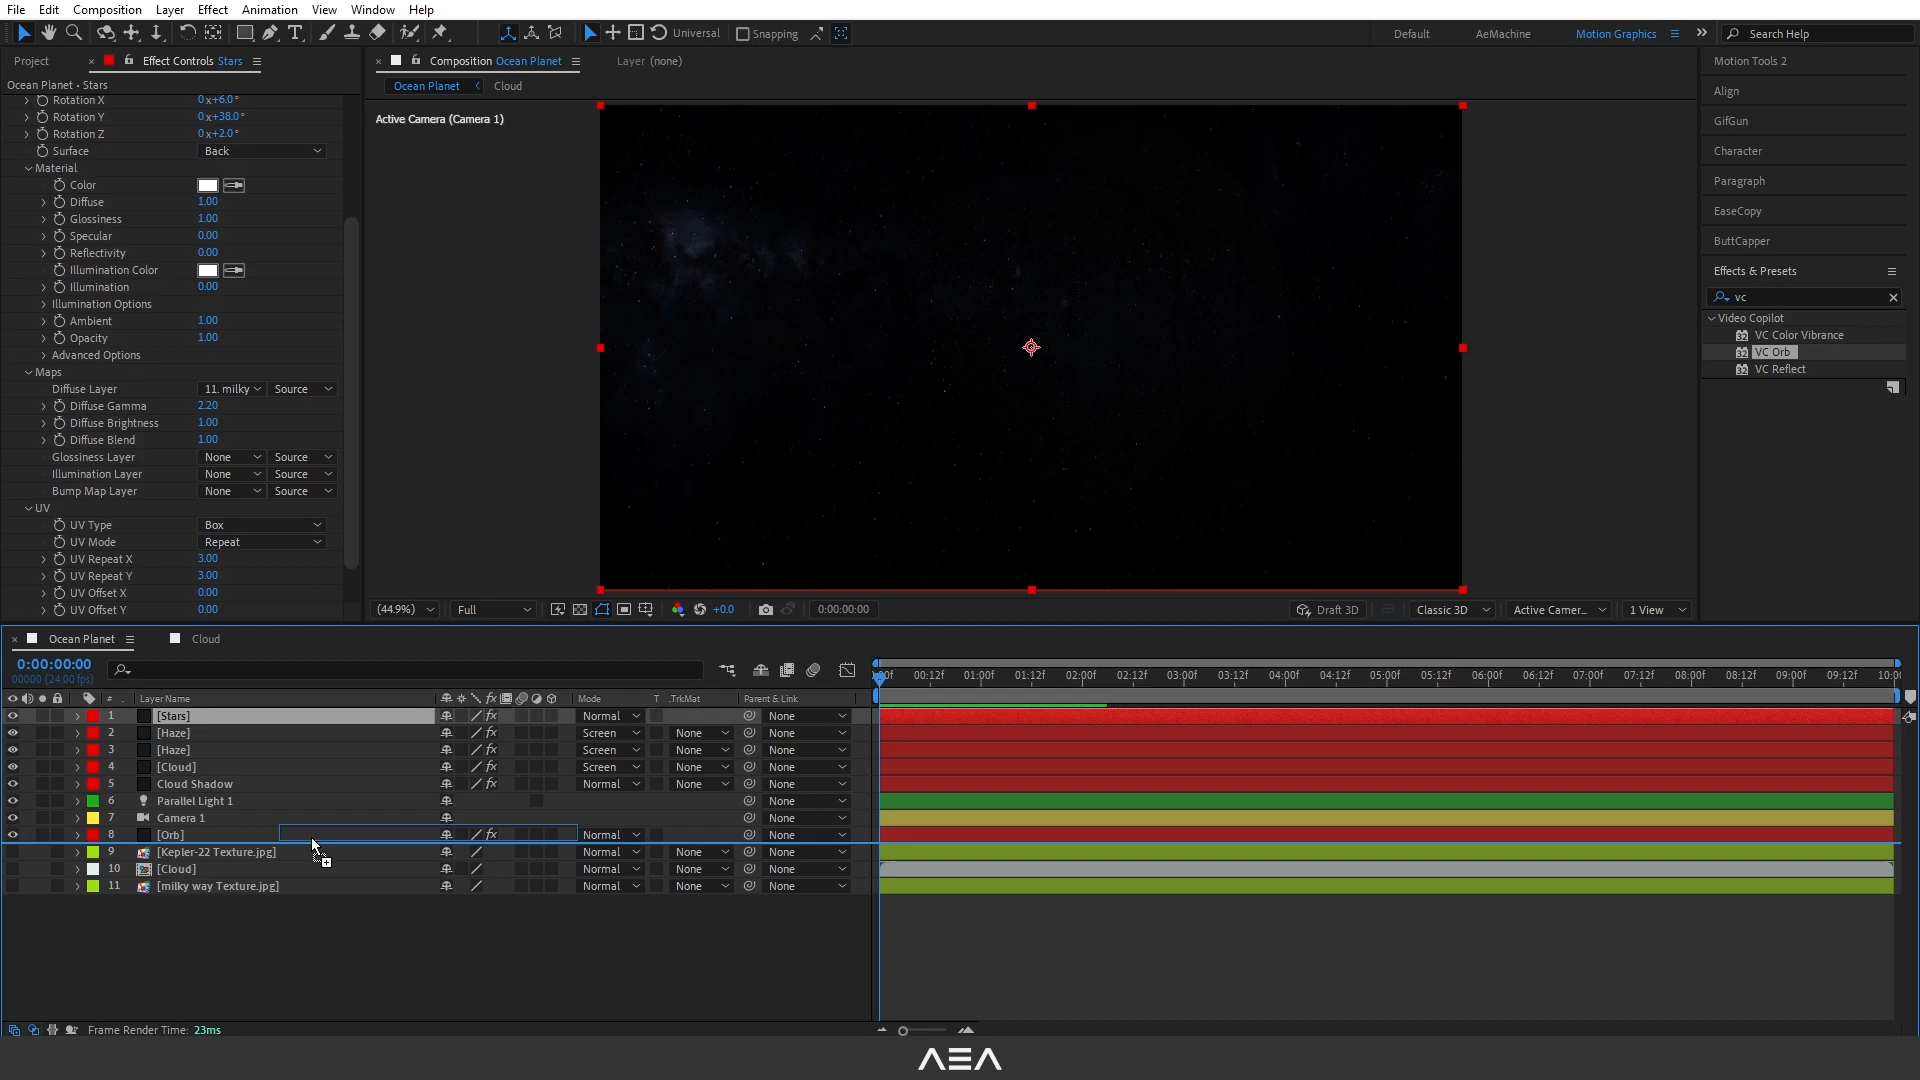 File Edit Composition Layer Effect Animation View Window Help
Universal Snapping Default AeMachine Motion Graphics Search Help
Project Effect Controls Stars Composition Ocean Planet Layer (none)
Ocean Planet • Stars
Ocean Planet Cloud
Active Camera (Camera 1)
Rotation X 0x+6.0°
Rotation Y 0x+38.0°
Rotation Z 0x+2.0°
Surface Back
Material
Color
Diffuse 1.00
Glossiness 1.00
Specular 0.00
Reflectivity 0.00
Illumination Color
Illumination 0.00
Illumination Options
Ambient 1.00
Opacity 1.00
Advanced Options
Maps
Diffuse Layer 11. milky Source
Diffuse Gamma 2.20
Diffuse Brightness 1.00
Diffuse Blend 1.00
Glossiness Layer None Source
Illumination Layer None Source
Bump Map Layer None Source
UV
UV Type Box
UV Mode Repeat
UV Repeat X 3.00
UV Repeat Y 3.00
UV Offset X 0.00
UV Offset Y 0.00
(44.9%) Full +0.0 0:00:00:00 Draft 3D Classic 3D Active Camer... 1 View
Motion Tools 2
Align
GifGun
Character
Paragraph
EaseCopy
ButtCapper
Effects & Presets
vc
Video Copilot
32 VC Color Vibrance
32 VC Orb
32 VC Reflect
Ocean Planet Cloud
0:00:00:00
00000 (24.00 fps)
00:12f 01:00f 01:12f 02:00f 02:12f 03:00f 03:12f 04:00f 04:12f 05:00f 05:12f 06:00f 06:12f 07:00f 07:12f 08:00f 08:12f 09:00f 09:12f 10:00
# Layer Name fx Mode T .TrkMat Parent & Link
1 [Stars] fx Normal None
2 [Haze] fx Screen None None
3 [Haze] fx Screen None None
4 [Cloud] fx Screen None None
5 Cloud Shadow fx Normal None None
6 Parallel Light 1 None
7 Camera 1 None
8 [Orb] fx Normal None
9 [Kepler-22 Texture.jpg] Normal None None
10 [Cloud] Normal None None
11 [milky way Texture.jpg] Normal None None
Frame Render Time: 23ms
AEA